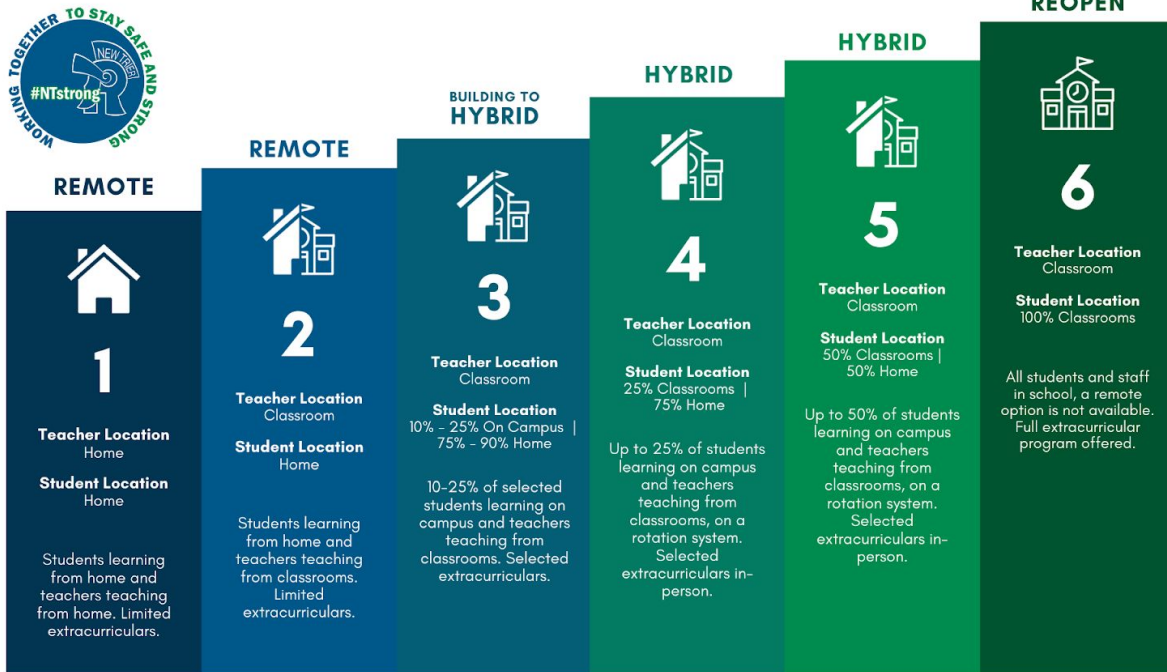 WORKING TOGETHER TO STAY SAFE AND STRONG
NEW TRIER
#NTstrong
REMOTE
1
Teacher Location
Home
Student Location
Home
Students learning
from home and
teachers teaching
from home. Limited
extracurriculars.
REMOTE
2
Teacher Location
Classroom
Student Location
Home
Students learning
from home and
teachers teaching
from classrooms.
Limited
extracurriculars.
BUILDING TO
HYBRID
3
Teacher Location
Classroom
Student Location
10% - 25% On Campus |
75% - 90% Home
10-25% of selected
students learning on
campus and teachers
teaching from
classrooms. Selected
extracurriculars.
HYBRID
4
Teacher Location
Classroom
Student Location
25% Classrooms |
75% Home
Up to 25% of students
learning on campus
and teachers
teaching from
classrooms, on a
rotation system.
Selected
extracurriculars in-
person.
HYBRID
5
Teacher Location
Classroom
Student Location
50% Classrooms |
50% Home
Up to 50% of students
learning on campus
and teachers
teaching from
classrooms, on a
rotation system.
Selected
extracurriculars in-
person.
REOPEN
6
Teacher Location
Classroom
Student Location
100% Classrooms
All students and staff
in school, a remote
option is not available.
Full extracurricular
program offered.